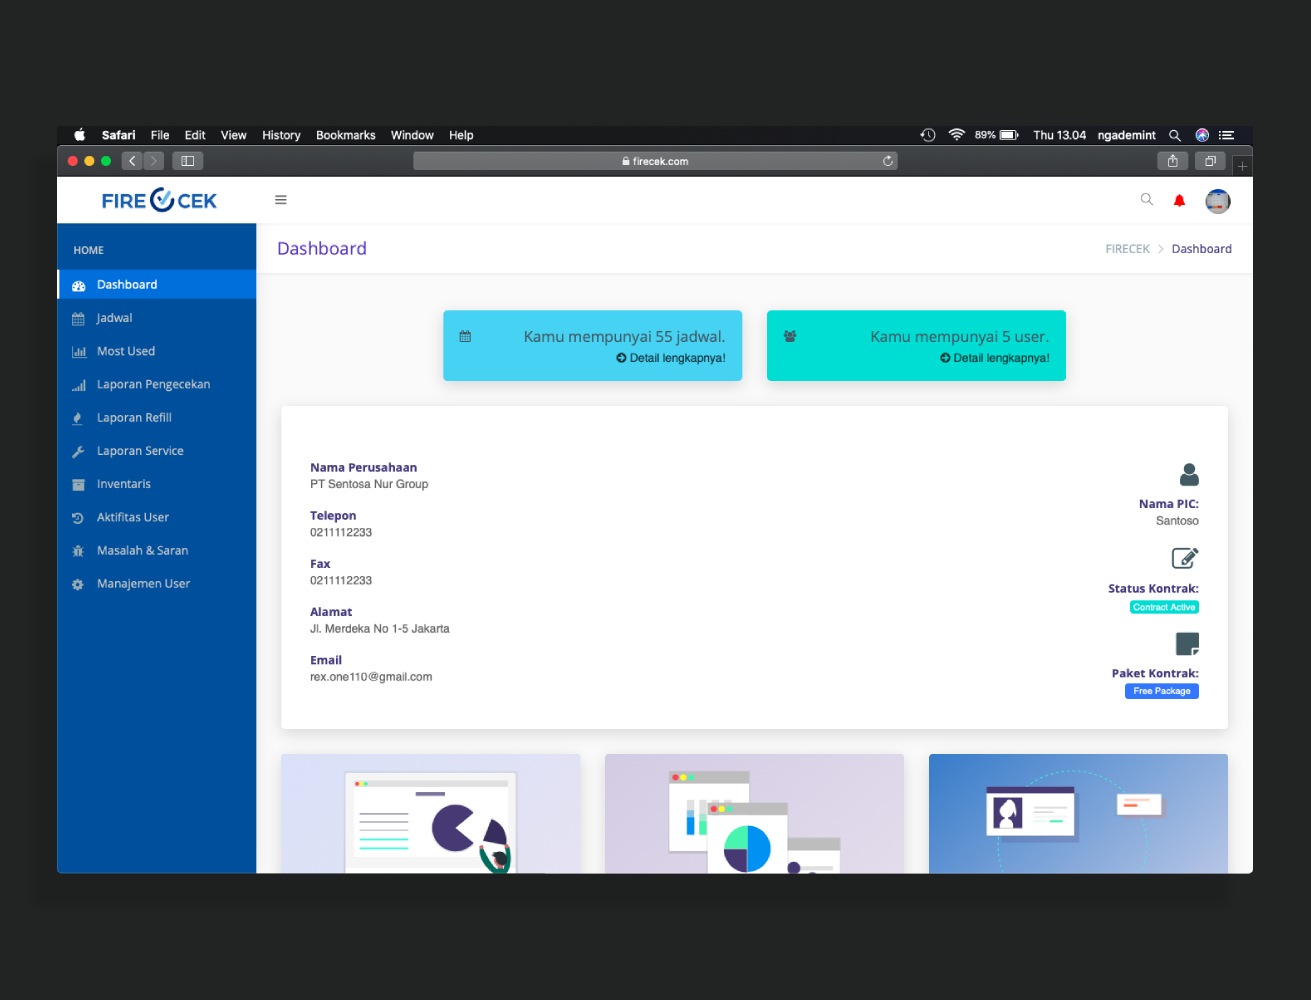 Safari File Edit View History Bookmarks Window Help
89% Thu 13.04 ngademint
firecek.com
FIRE CEK
HOME
Dashboard
Jadwal
Most Used
Laporan Pengecekan
Laporan Refill
Laporan Service
Inventaris
Aktifitas User
Masalah & Saran
Manajemen User
Dashboard
FIRECEK > Dashboard
Kamu mempunyai 55 jadwal.
Detail lengkapnya!
Kamu mempunyai 5 user.
Detail lengkapnya!
Nama Perusahaan
PT Sentosa Nur Group
Telepon
0211112233
Fax
0211112233
Alamat
Jl. Merdeka No 1-5 Jakarta
Email
rex.one110@gmail.com
Nama PIC:
Santoso
Status Kontrak:
Contract Active
Paket Kontrak:
Free Package